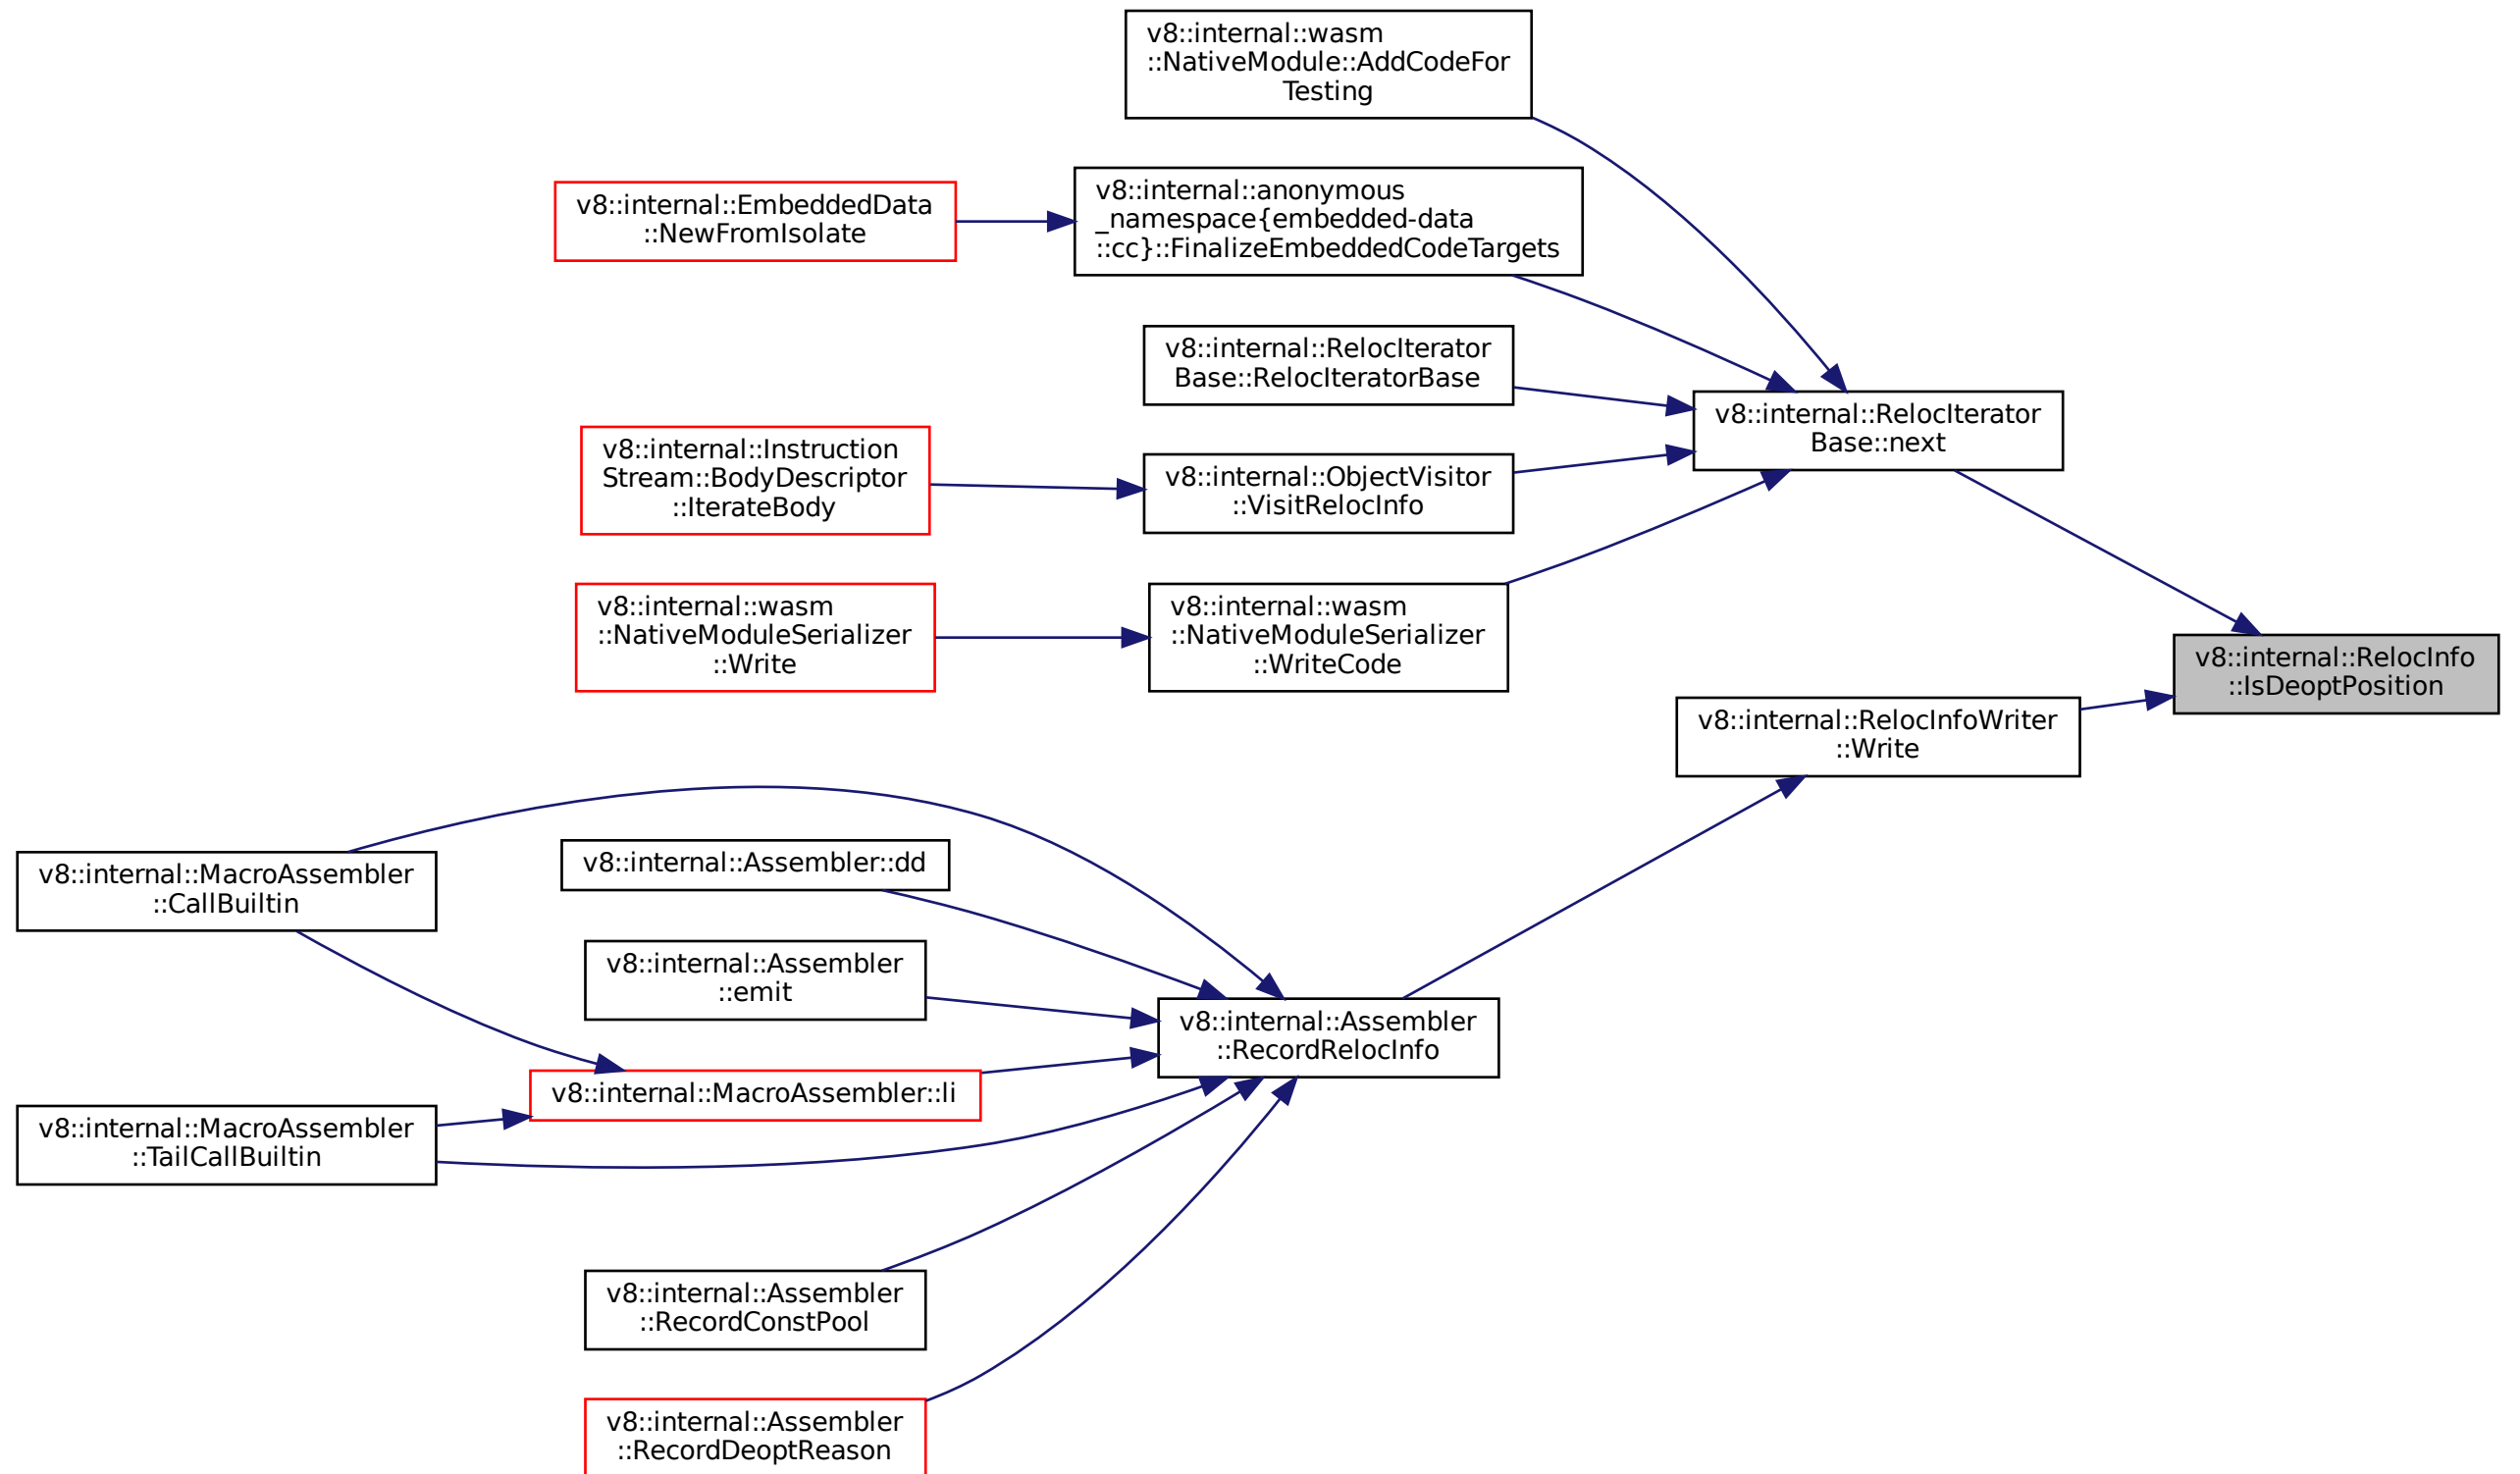 v8::internal::wasm
::NativeModule::AddCodeFor
Testing
v8::internal::anonymous
_namespace{embedded-data
::cc}::FinalizeEmbeddedCodeTargets
v8::internal::EmbeddedData
::NewFromIsolate
v8::internal::RelocIterator
Base::RelocIteratorBase
v8::internal::RelocIterator
Base::next
v8::internal::Instruction
Stream::BodyDescriptor
::IterateBody
v8::internal::ObjectVisitor
::VisitRelocInfo
v8::internal::wasm
::NativeModuleSerializer
::Write
v8::internal::wasm
::NativeModuleSerializer
::WriteCode
v8::internal::RelocInfo
::IsDeoptPosition
v8::internal::RelocInfoWriter
::Write
v8::internal::MacroAssembler
::CallBuiltin
v8::internal::Assembler::dd
v8::internal::Assembler
::emit
v8::internal::Assembler
::RecordRelocInfo
v8::internal::MacroAssembler::li
v8::internal::MacroAssembler
::TailCallBuiltin
v8::internal::Assembler
::RecordConstPool
v8::internal::Assembler
::RecordDeoptReason